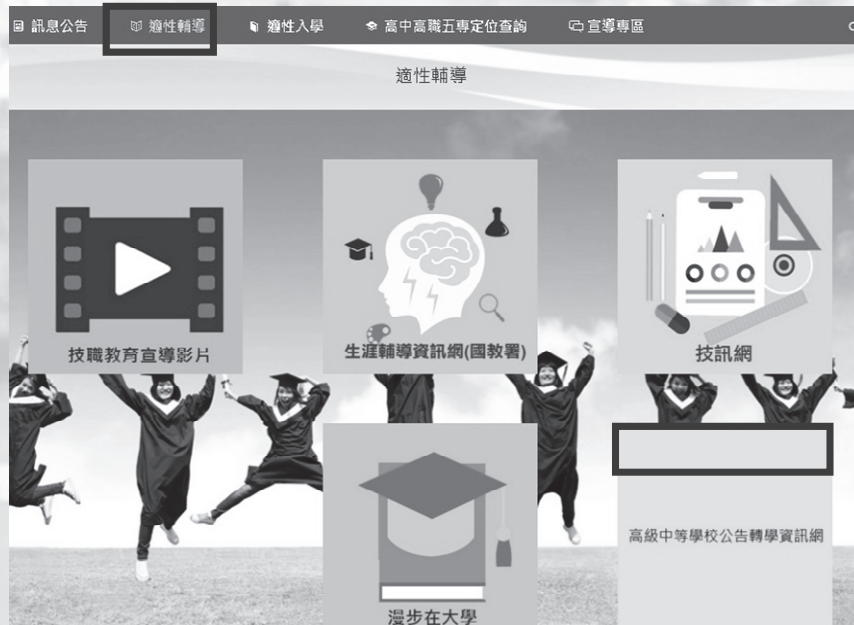 訊息公告 適性輔導 適性入學 高中高職五專定位查詢 宣導專區
適性輔導
技職教育宣導影片 生涯輔導資訊網(國教署) 技訊網
高級中等學校公告轉學資訊網
漫步在大學